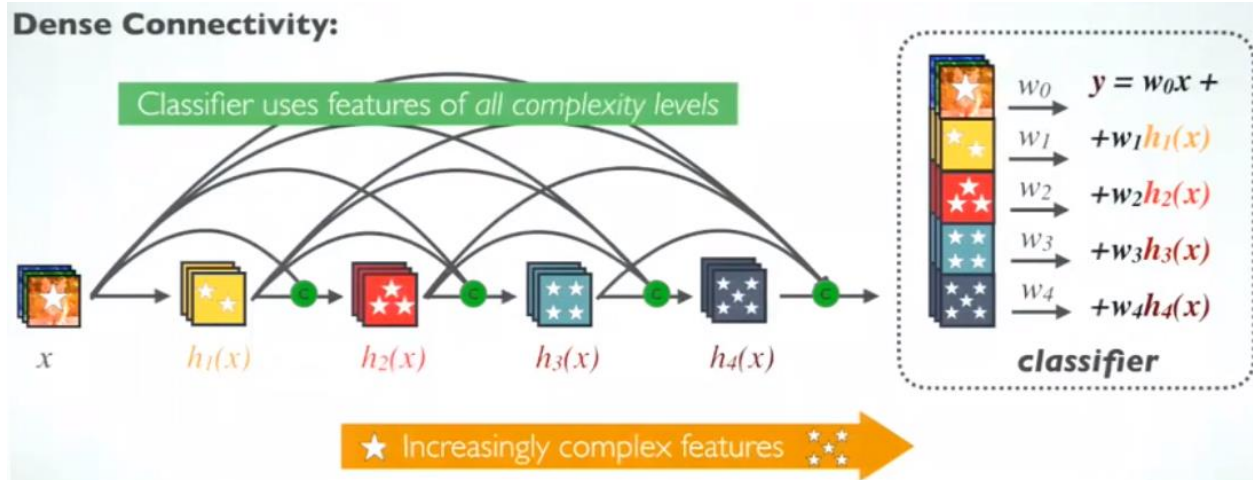 Dense Connectivity:
Classifier uses features of all complexity levels
C
C
C
C
x
h1(x)
h2(x)
h3(x)
h4(x)
Increasingly complex features
w0
y = w0x +
w1
+w1h1(x)
w2
+w2h2(x)
w3
+w3h3(x)
w4
+w4h4(x)
classifier